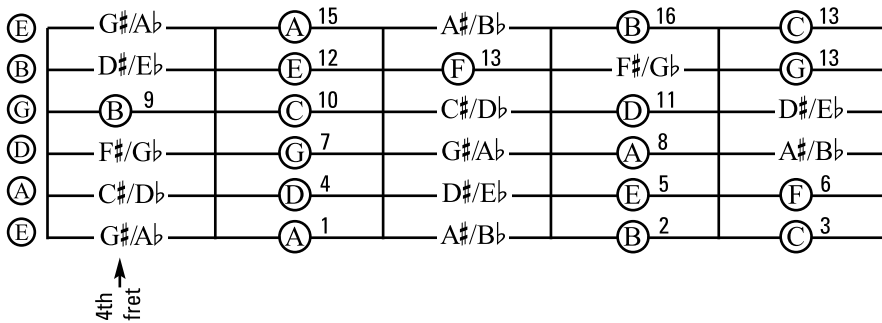 E G♯/A♭ A 15 A♯/B♭ B 16 C 13
B D♯/E♭ E 12 F 13 F♯/G♭ G 13
G B 9 C 10 C♯/D♭ D 11 D♯/E♭
D F♯/G♭ G 7 G♯/A♭ A 8 A♯/B♭
A C♯/D♭ D 4 D♯/E♭ E 5 F 6
E G♯/A♭ A 1 A♯/B♭ B 2 C 3
4th
fret